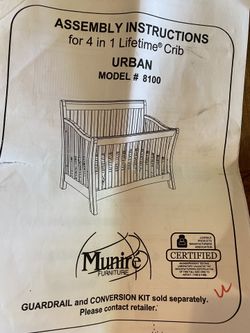 ASSEMBLY INSTRUCTIONS
for 4 in 1 Lifetime® Crib
URBAN
MODEL # 8100
Munire
FURNITURE
CERTIFIED
GUARDRAIL and CONVERSION KIT sold separately.
Please contact retailer.